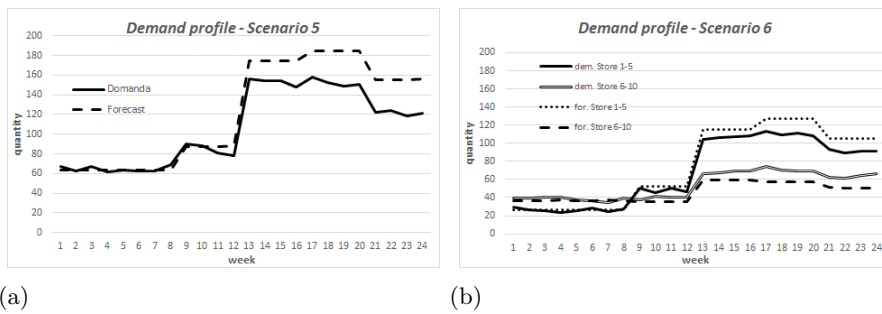 Demand profile - Scenario 5
200
180
160
140
120
100
80
60
40
20
0
quantity
Domanda
Forecast
1 2 3 4 5 6 7 8 9 10 11 12 13 14 15 16 17 18 19 20 21 22 23 24
week
(a)
Demand profile - Scenario 6
200
180
160
140
120
100
80
60
40
20
0
quantity
dem. Store 1-5
dem. Store 6-10
for. Store 1-5
for. Store 6-10
1 2 3 4 5 6 7 8 9 10 11 12 13 14 15 16 17 18 19 20 21 22 23 24
week
(b)